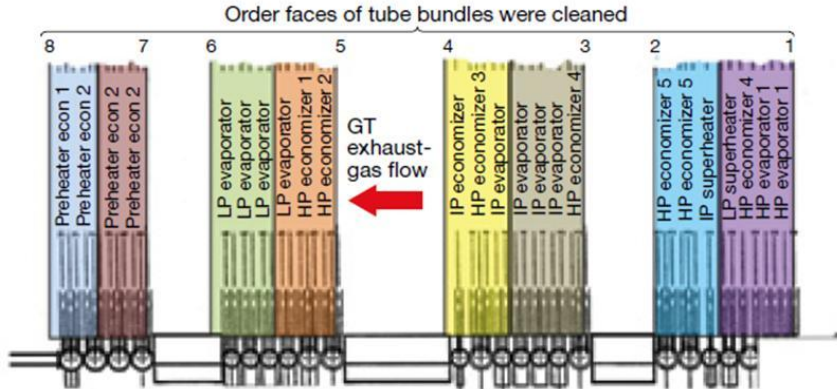 Order faces of tube bundles were cleaned
8 7 6 5 4 3 2 1
Preheater econ 1
Preheater econ 2
Preheater econ 2
Preheater econ 2
LP evaporator
LP evaporator
LP evaporator
LP evaporator
HP economizer 1
HP economizer 2
GT
exhaust-
gas flow
IP economizer
HP economizer 3
IP evaporator
IP evaporator
IP evaporator
IP evaporator
HP economizer 4
HP economizer 5
HP economizer 5
IP superheater
LP superheater
HP economizer 4
HP evaporator 1
HP evaporator 1